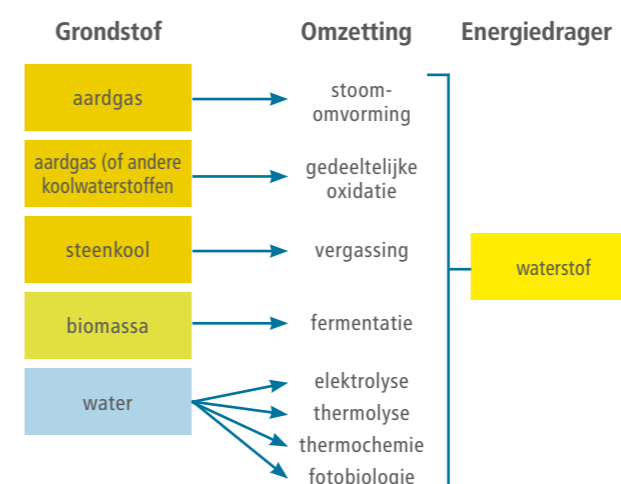 Grondstof Omzetting Energiedrager
aardgas
stoom-
omvorming
aardgas (of andere
koolwaterstoffen
gedeeltelijke
oxidatie
steenkool
vergassing
waterstof
biomassa
fermentatie
water
elektrolyse
thermolyse
thermochemie
fotobiologie